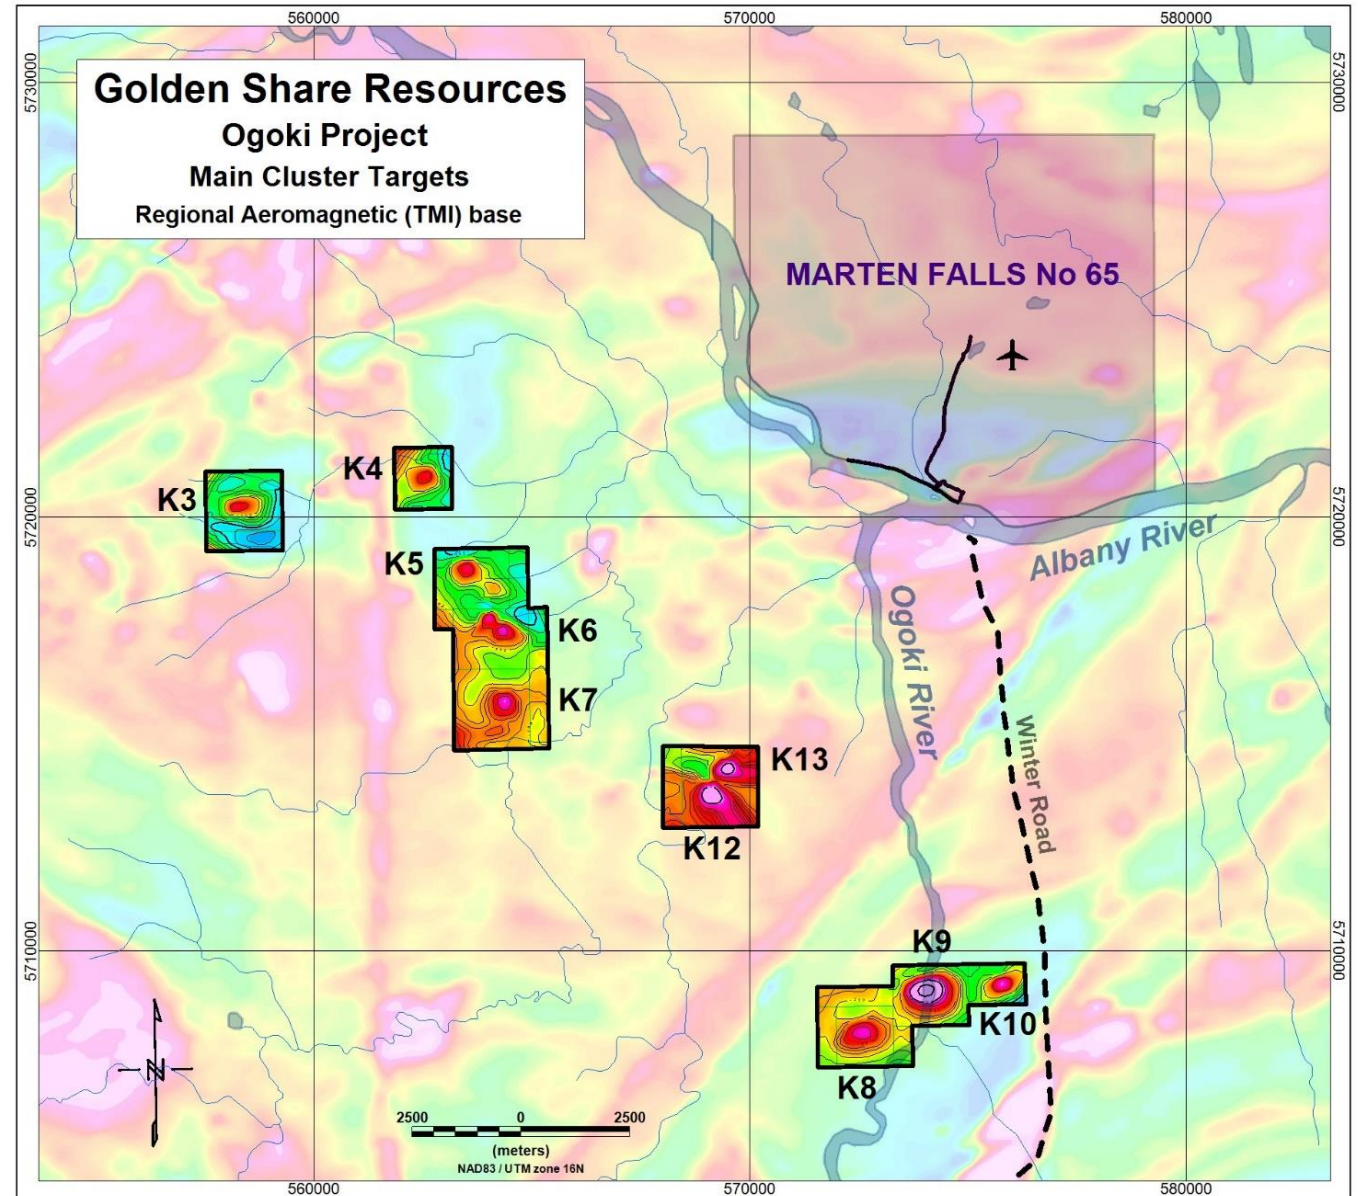 560000
570000
580000
5730000
5730000
Golden Share Resources
Ogoki Project
Main Cluster Targets
Regional Aeromagnetic (TMI) base
MARTEN FALLS No 65
K4
K3
5720000
5720000
Albany River
K5
Ogoki River
K6
K7
Winter Road
K13
K12
5710000
5710000
K9
K10
K8
N
2500 0 2500
(meters)
NAD83 / UTM zone 16N
560000
570000
580000